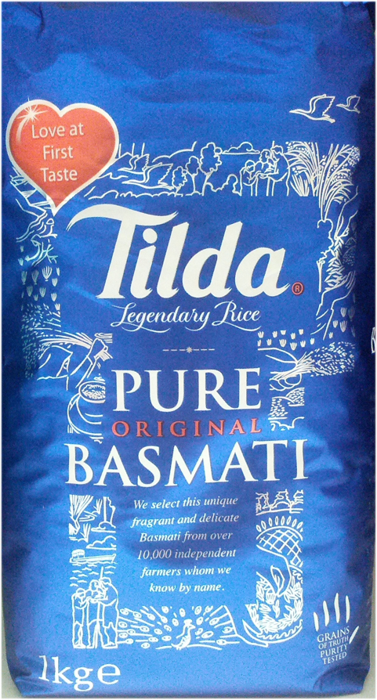 Love at
First
Taste
Tilda®
Legendary Rice
PURE
ORIGINAL
BASMATI
We select this unique
fragrant and delicate
Basmati from over
10,000 independent
farmers whom we
know by name.
GRAINS
OF TRUTH
PURITY
TESTED
1kg e